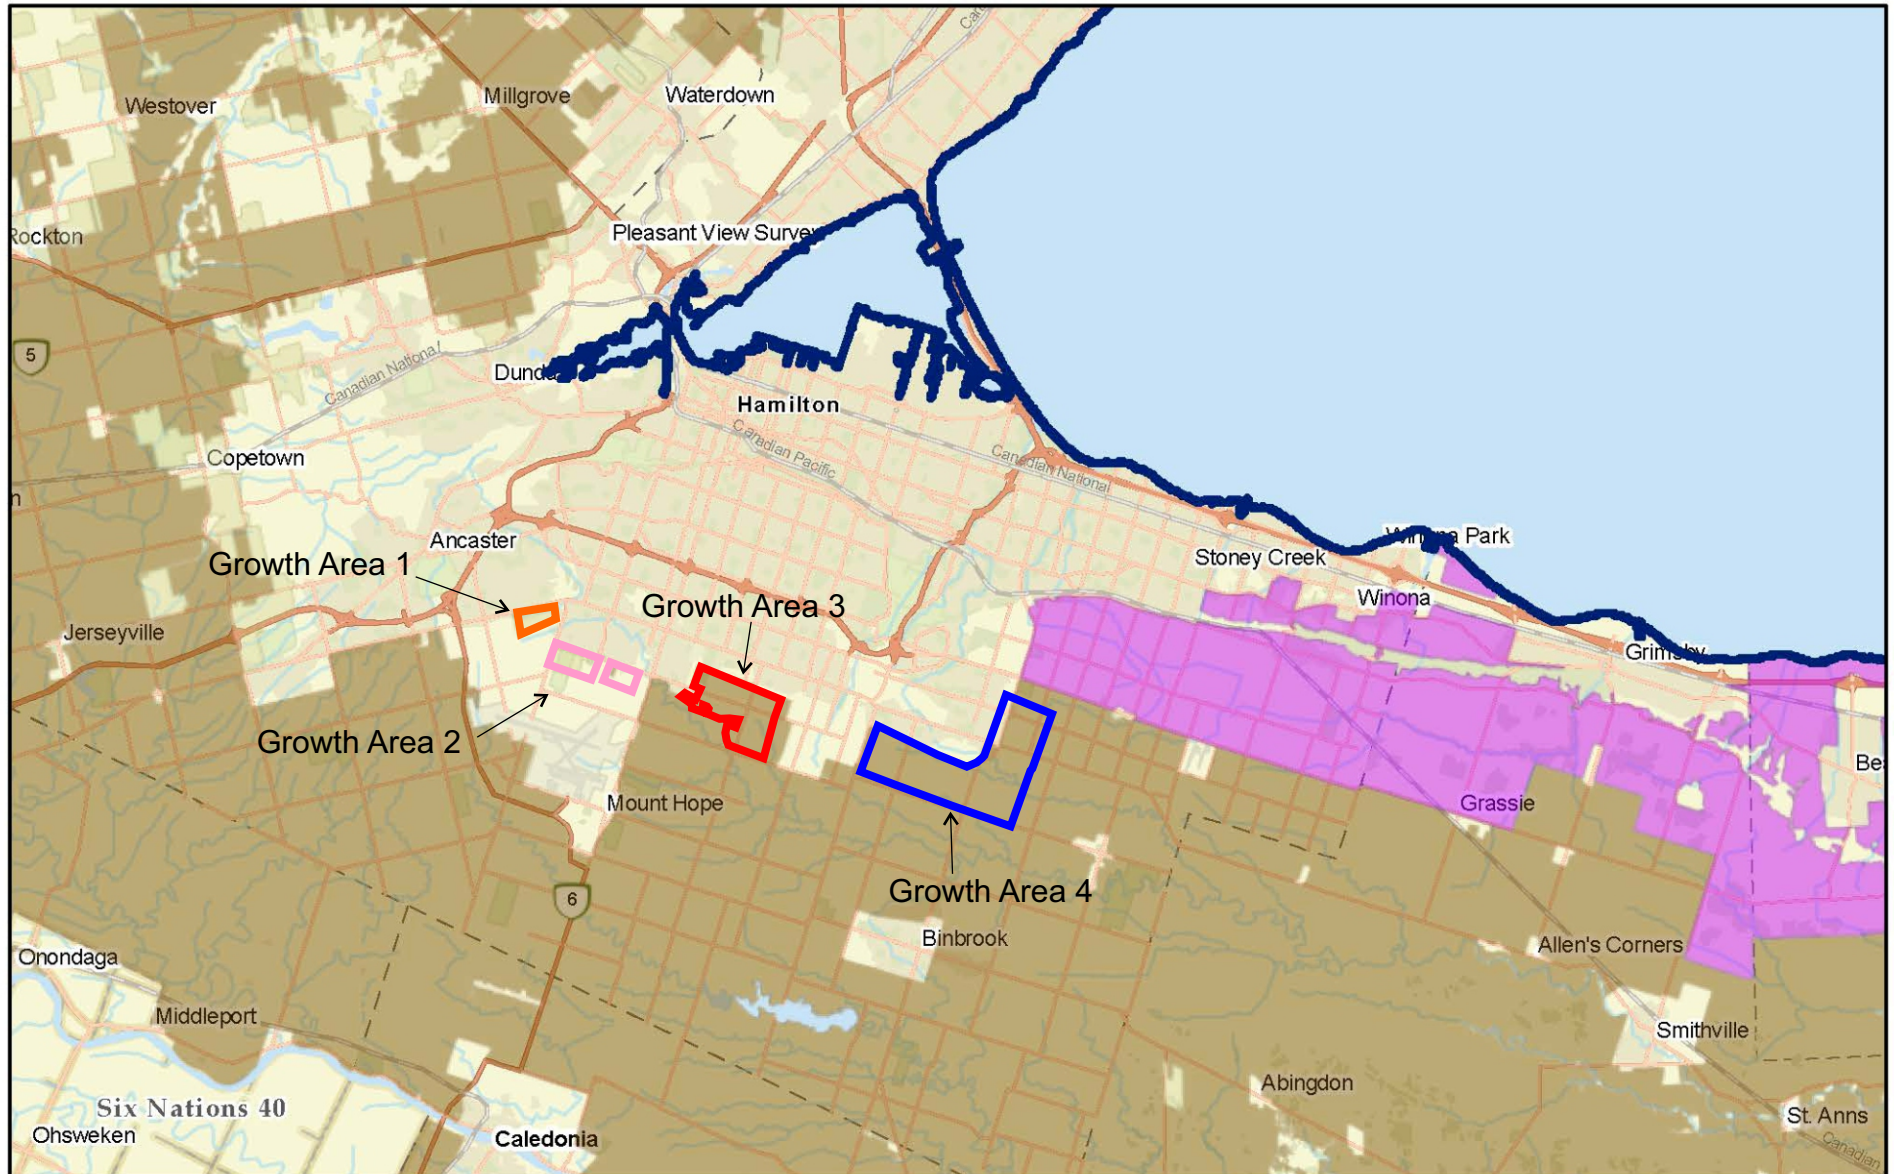 Westover
Millgrove
Waterdown
Rockton
Pleasant View Survey
5
Canadian National
Hamilton
Copetown
Canadian Pacific
Canadian National
Ancaster
Winona Park
Stoney Creek
Growth Area 1
Winona
Growth Area 3
Jerseyville
Grimsby
Growth Area 2
Mount Hope
Grassie
Growth Area 4
6
Binbrook
Allen's Corners
Onondaga
Middleport
Smithville
Abingdon
Six Nations 40
St. Anns
Ohsweken
Caledonia
Canadian